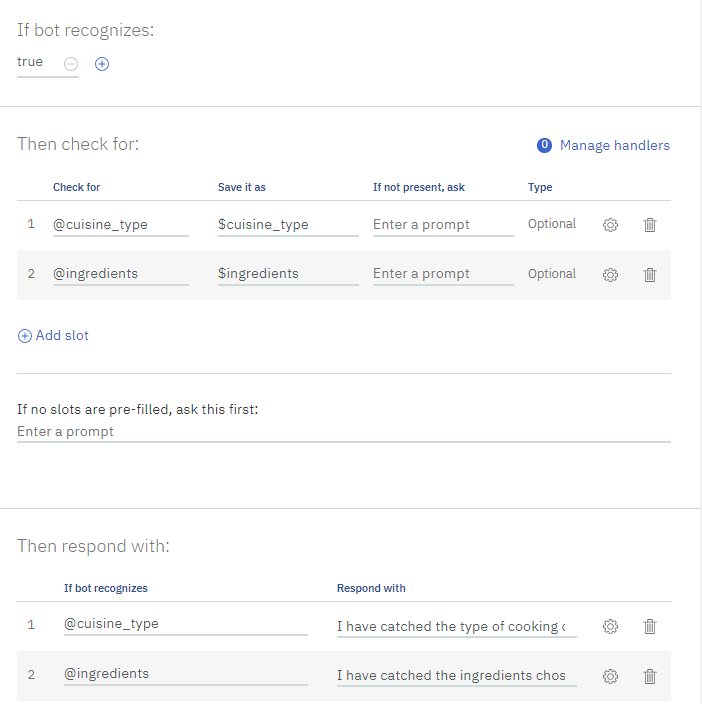 If bot recognizes:
true
Then check for:
0 Manage handlers
Check for Save it as If not present, ask Type
1 @cuisine_type $cuisine_type Enter a prompt Optional
2 @ingredients $ingredients Enter a prompt Optional
Add slot
If no slots are pre-filled, ask this first:
Enter a prompt
Then respond with:
If bot recognizes Respond with
1 @cuisine_type I have catched the type of cooking
2 @ingredients I have catched the ingredients chos